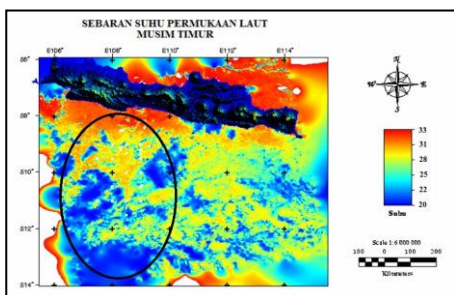 SEBARAN SUHU PERMUKAAN LAUT
MUSIM TIMUR
E106° E108° E110° E112° E114°
S6°
S8°
S10°
S12°
S14°
N
W E
S
33
28
25
22
20
Suhu
Scale 1:6 000 000
100 0 100 200
Kilometers